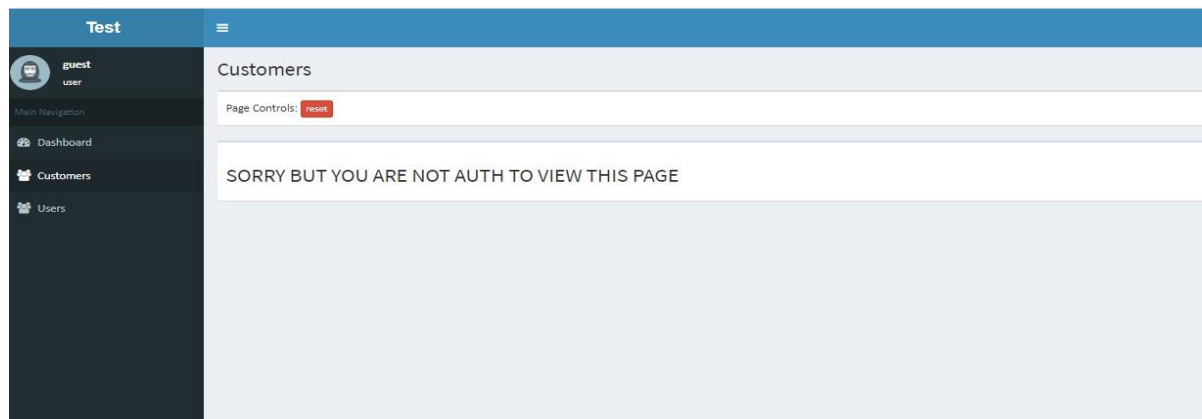 Test
guest
user
Main Navigation
Dashboard
Customers
Users
Customers
Page Controls: reset
SORRY BUT YOU ARE NOT AUTH TO VIEW THIS PAGE